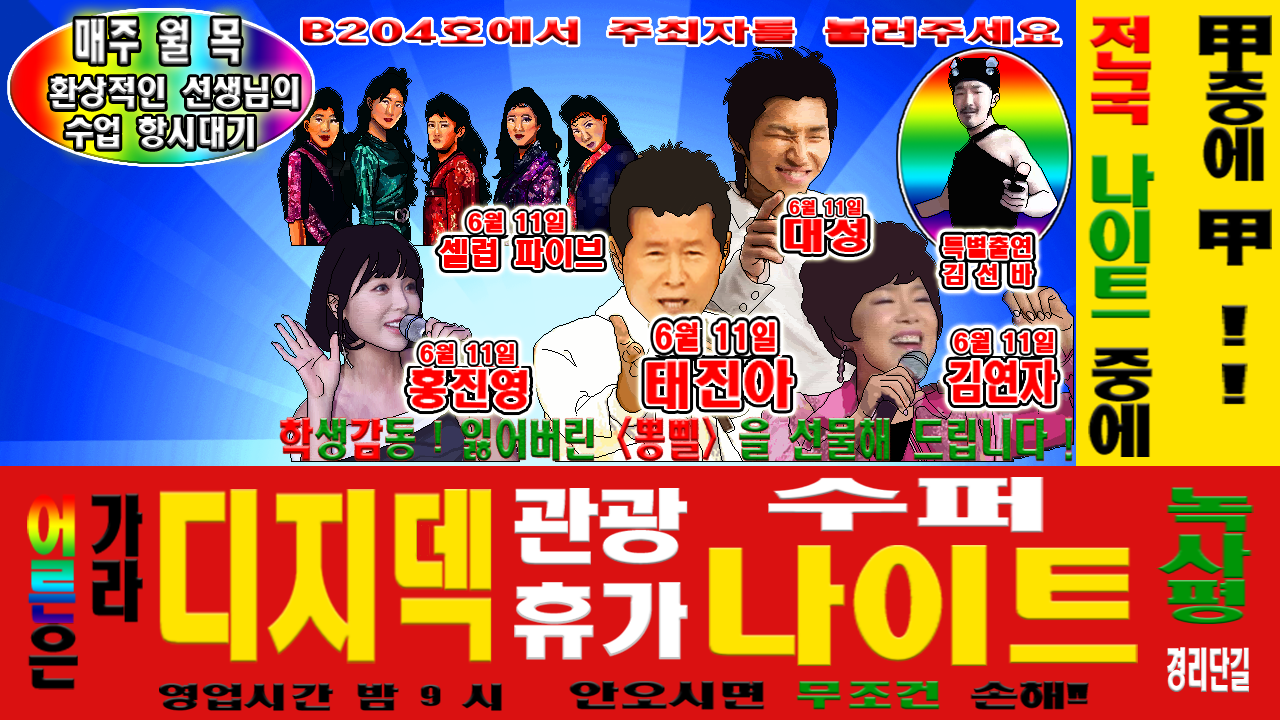 매주 월 목
환상적인 선생님의
수업 항시대기
B204호에서 주최자를 불러주세요
6월 11일
셀럽 파이브
6월 11일
대성
특별출연
김 선 바
6월 11일
홍진영
6월 11일
태진아
6월 11일
김연자
학생감동 ! 잃어버린 <뽕삘> 을 선물해 드립니다 !
전국 나이트 중에
甲중에 甲 ! !
어른은
가라
디지덱
관광
휴가
수퍼
나이트
녹사평
경리단길
영업시간 밤 9 시
안오시면 무조건 손해!!!